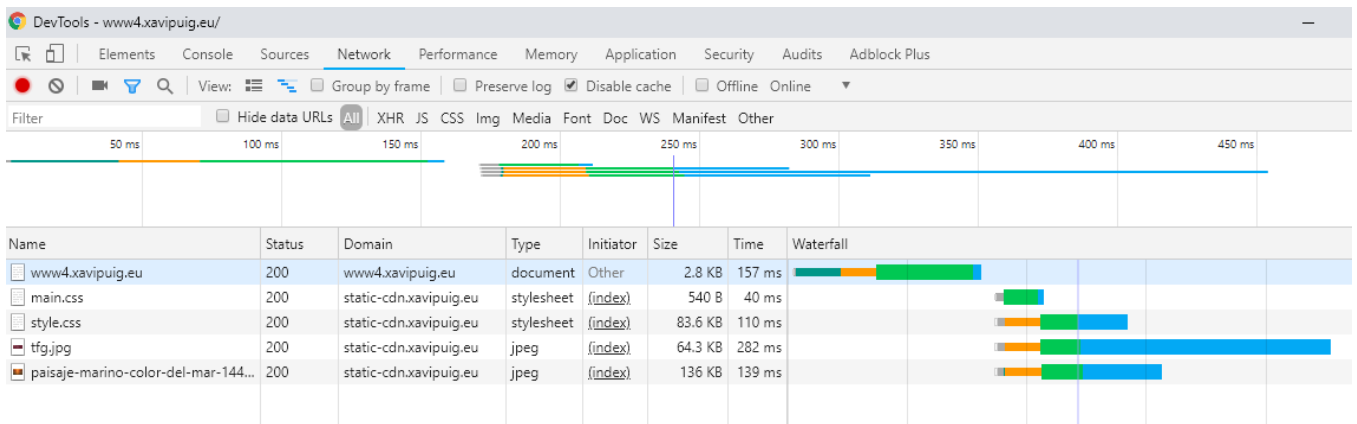 DevTools - www4.xavipuig.eu/
Elements Console Sources Network Performance Memory Application Security Audits Adblock Plus
View: Group by frame Preserve log Disable cache Offline Online
Filter Hide data URLs All XHR JS CSS Img Media Font Doc WS Manifest Other
50 ms 100 ms 150 ms 200 ms 250 ms 300 ms 350 ms 400 ms 450 ms
Name Status Domain Type Initiator Size Time Waterfall
www4.xavipuig.eu 200 www4.xavipuig.eu document Other 2.8 KB 157 ms
main.css 200 static-cdn.xavipuig.eu stylesheet (index) 540 B 40 ms
style.css 200 static-cdn.xavipuig.eu stylesheet (index) 83.6 KB 110 ms
tfg.jpg 200 static-cdn.xavipuig.eu jpeg (index) 64.3 KB 282 ms
paisaje-marino-color-del-mar-144... 200 static-cdn.xavipuig.eu jpeg (index) 136 KB 139 ms